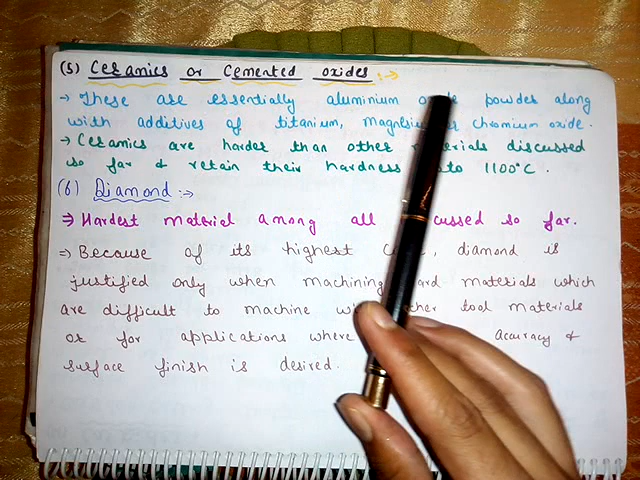 (5) Ceramics or Cemented oxides :→
→ These are essentially aluminium powder along
with additives of titanium, chromium oxide.
→ Ceramics are harder than other discussed
so far & retain their hardness 1100°C.
(6) Diamond :→
⇒ Hardest material among all so far.
⇒ Because of its highest , diamond is
justified only when machining materials which
are difficult to machine tool materials
or for applications where accuracy &
surface finish is desired.